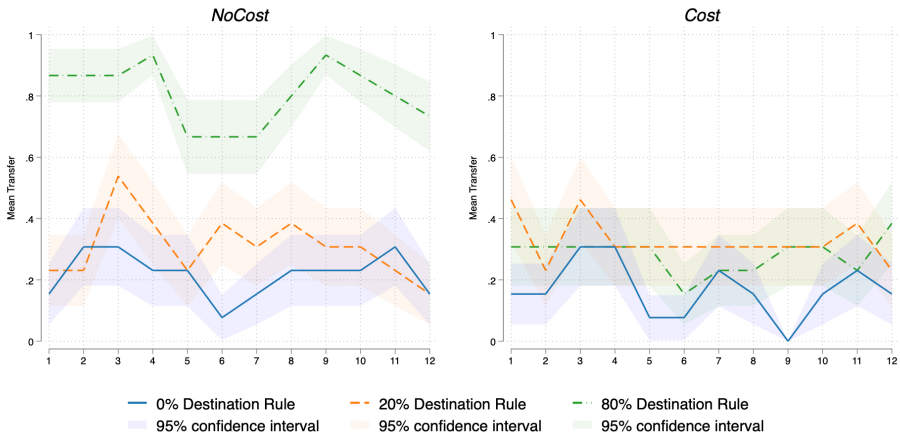 NoCost
Cost
Mean Transfer
1
.8
.6
.4
.2
0
1 2 3 4 5 6 7 8 9 10 11 12
Mean Transfer
1
.8
.6
.4
.2
0
1 2 3 4 5 6 7 8 9 10 11 12
0% Destination Rule 20% Destination Rule 80% Destination Rule
95% confidence interval 95% confidence interval 95% confidence interval